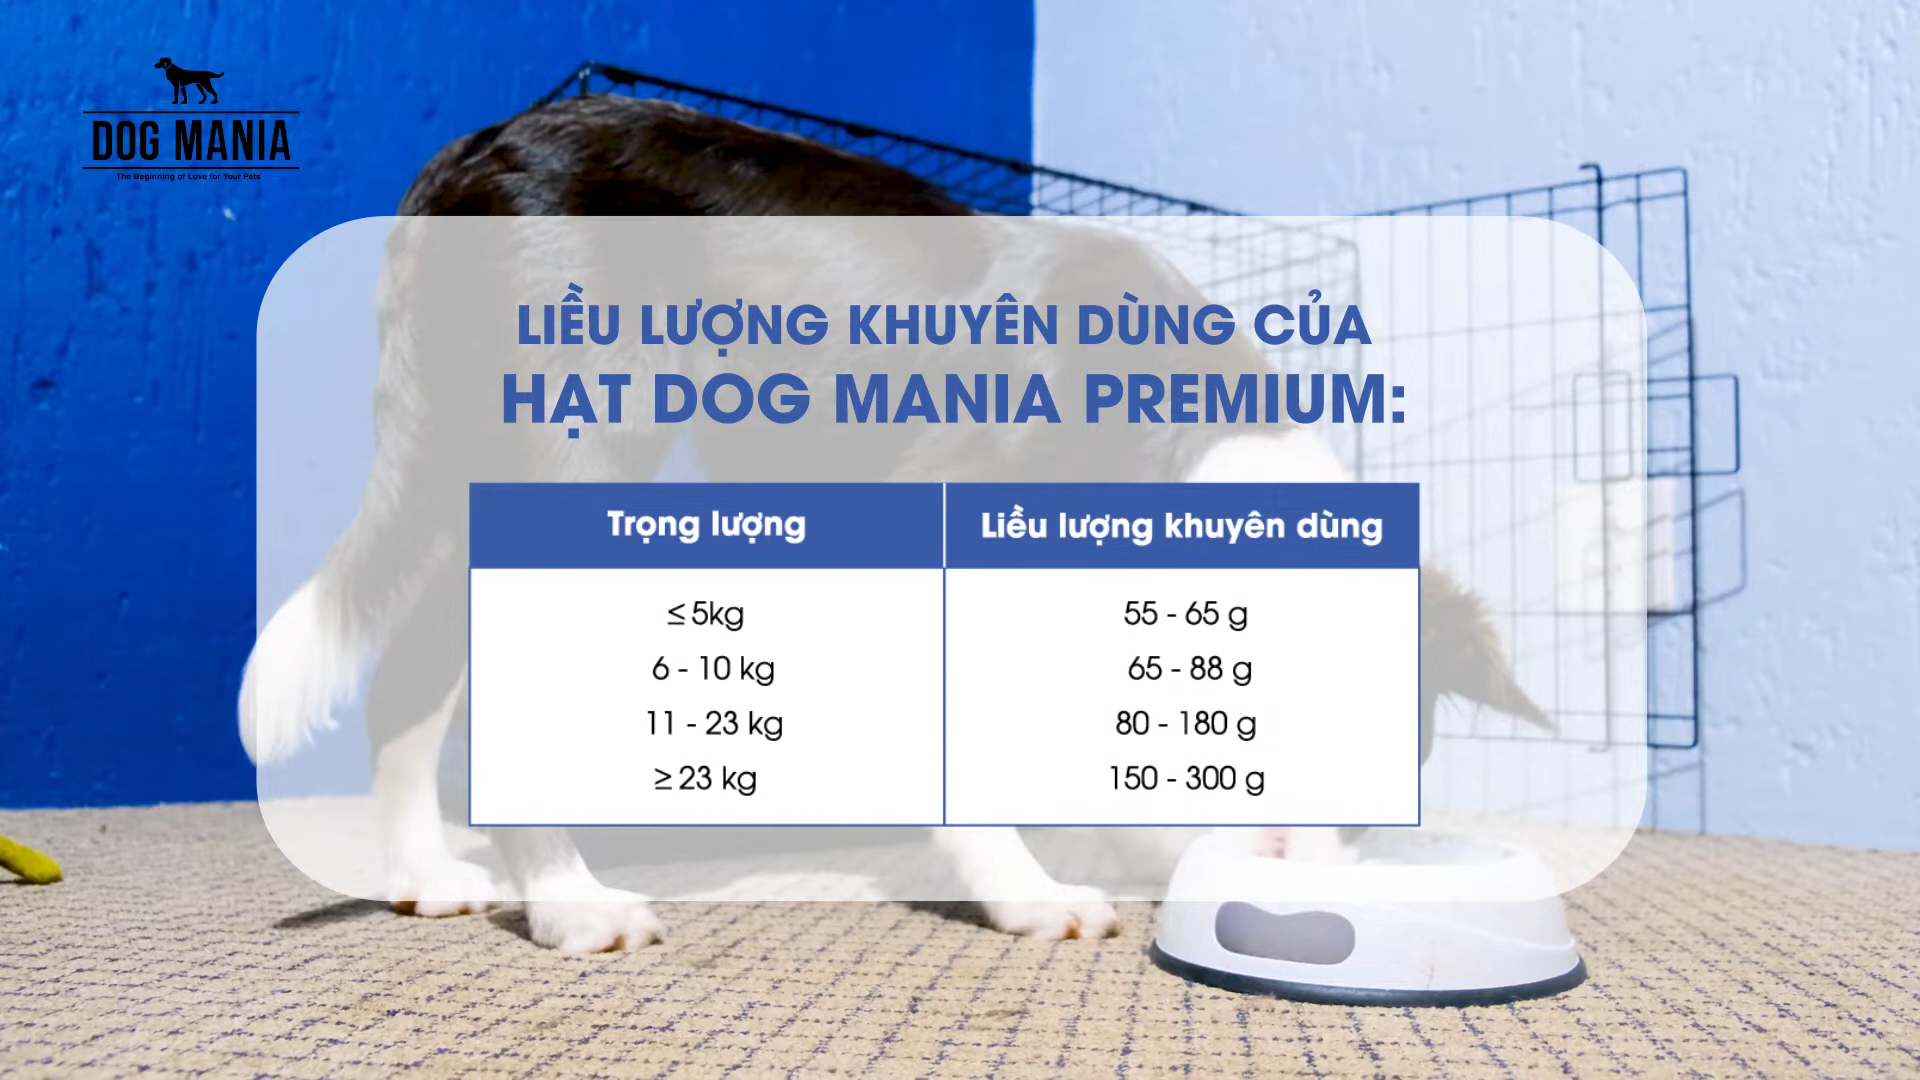 DOG MANIA
The Beginning of Love for Your Pets
LIỀU LƯỢNG KHUYÊN DÙNG CỦA
HẠT DOG MANIA PREMIUM:
Trọng lượng Liều lượng khuyên dùng
≤ 5kg 55 - 65 g
6 - 10 kg 65 - 88 g
11 - 23 kg 80 - 180 g
≥ 23 kg 150 - 300 g